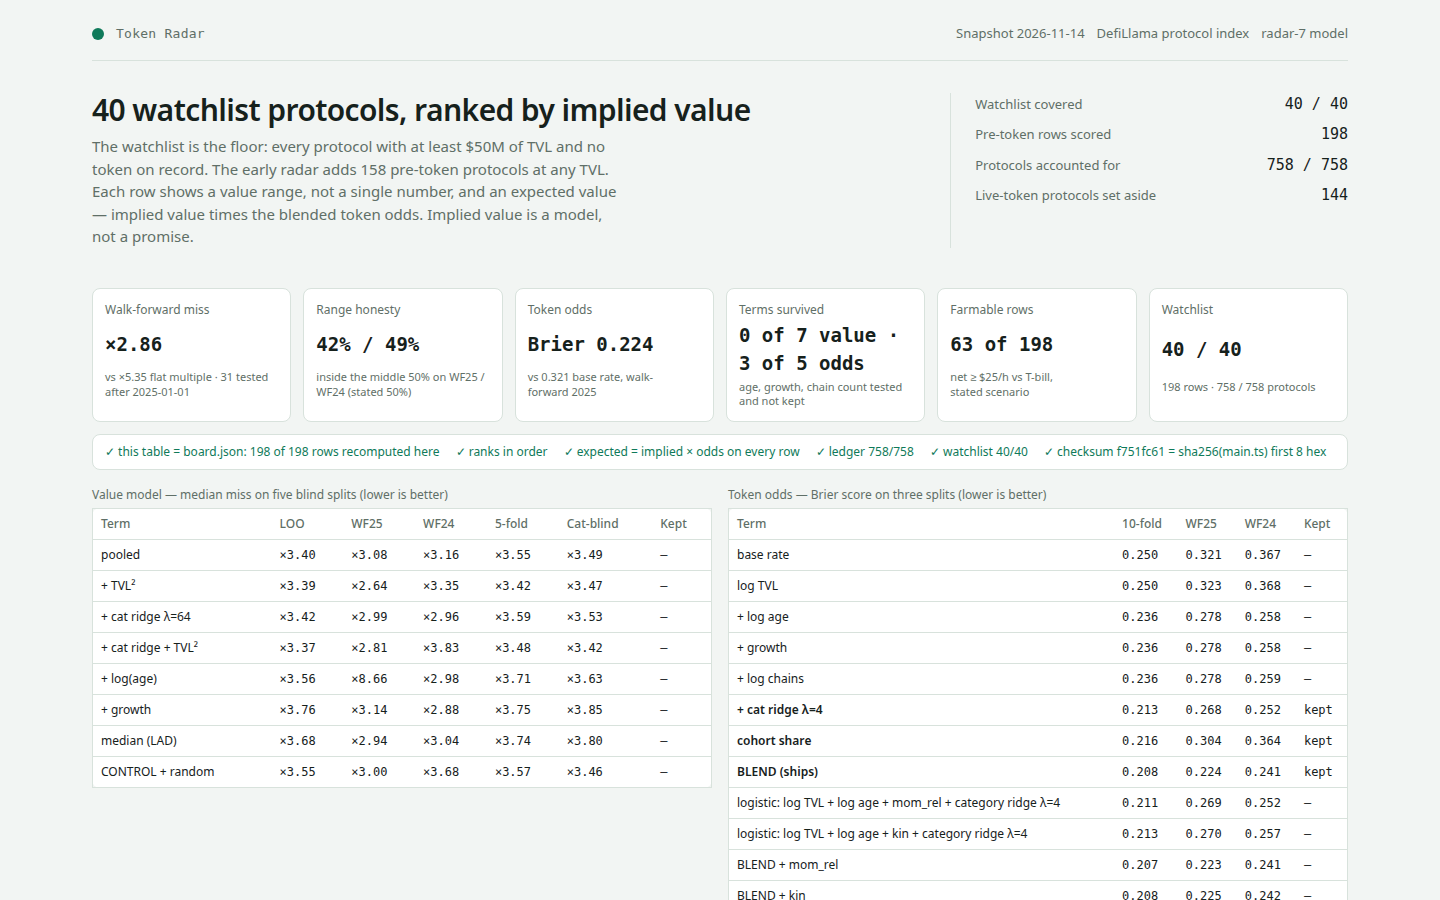 Token Radar
Snapshot 2026-11-14 DefiLlama protocol index radar-7 model
40 watchlist protocols, ranked by implied value
The watchlist is the floor: every protocol with at least $50M of TVL and no
token on record. The early radar adds 158 pre-token protocols at any TVL.
Each row shows a value range, not a single number, and an expected value
— implied value times the blended token odds. Implied value is a model,
not a promise.
Watchlist covered 40 / 40
Pre-token rows scored 198
Protocols accounted for 758 / 758
Live-token protocols set aside 144
Walk-forward miss
×2.86
vs ×5.35 flat multiple · 31 tested
after 2025-01-01
Range honesty
42% / 49%
inside the middle 50% on WF25 /
WF24 (stated 50%)
Token odds
Brier 0.224
vs 0.321 base rate, walk-
forward 2025
Terms survived
0 of 7 value ·
3 of 5 odds
age, growth, chain count tested
and not kept
Farmable rows
63 of 198
net ≥ $25/h vs T-bill,
stated scenario
Watchlist
40 / 40
198 rows · 758 / 758 protocols
✓ this table = board.json: 198 of 198 rows recomputed here ✓ ranks in order ✓ expected = implied × odds on every row ✓ ledger 758/758 ✓ watchlist 40/40 ✓ checksum f751fc61 = sha256(main.ts) first 8 hex
Value model — median miss on five blind splits (lower is better)
Term LOO WF25 WF24 5-fold Cat-blind Kept
pooled ×3.40 ×3.08 ×3.16 ×3.55 ×3.49 —
+ TVL² ×3.39 ×2.64 ×3.35 ×3.42 ×3.47 —
+ cat ridge λ=64 ×3.42 ×2.99 ×2.96 ×3.59 ×3.53 —
+ cat ridge + TVL² ×3.37 ×2.81 ×3.83 ×3.48 ×3.42 —
+ log(age) ×3.56 ×8.66 ×2.98 ×3.71 ×3.63 —
+ growth ×3.76 ×3.14 ×2.88 ×3.75 ×3.85 —
median (LAD) ×3.68 ×2.94 ×3.04 ×3.74 ×3.80 —
CONTROL + random ×3.55 ×3.00 ×3.68 ×3.57 ×3.46 —
Token odds — Brier score on three splits (lower is better)
Term 10-fold WF25 WF24 Kept
base rate 0.250 0.321 0.367 —
log TVL 0.250 0.323 0.368 —
+ log age 0.236 0.278 0.258 —
+ growth 0.236 0.278 0.258 —
+ log chains 0.236 0.278 0.259 —
+ cat ridge λ=4 0.213 0.268 0.252 kept
cohort share 0.216 0.304 0.364 kept
BLEND (ships) 0.208 0.224 0.241 kept
logistic: log TVL + log age + mom_rel + category ridge λ=4 0.211 0.269 0.252 —
logistic: log TVL + log age + kin + category ridge λ=4 0.213 0.270 0.257 —
BLEND + mom_rel 0.207 0.223 0.241 —
BLEND + kin 0.208 0.225 0.242 —